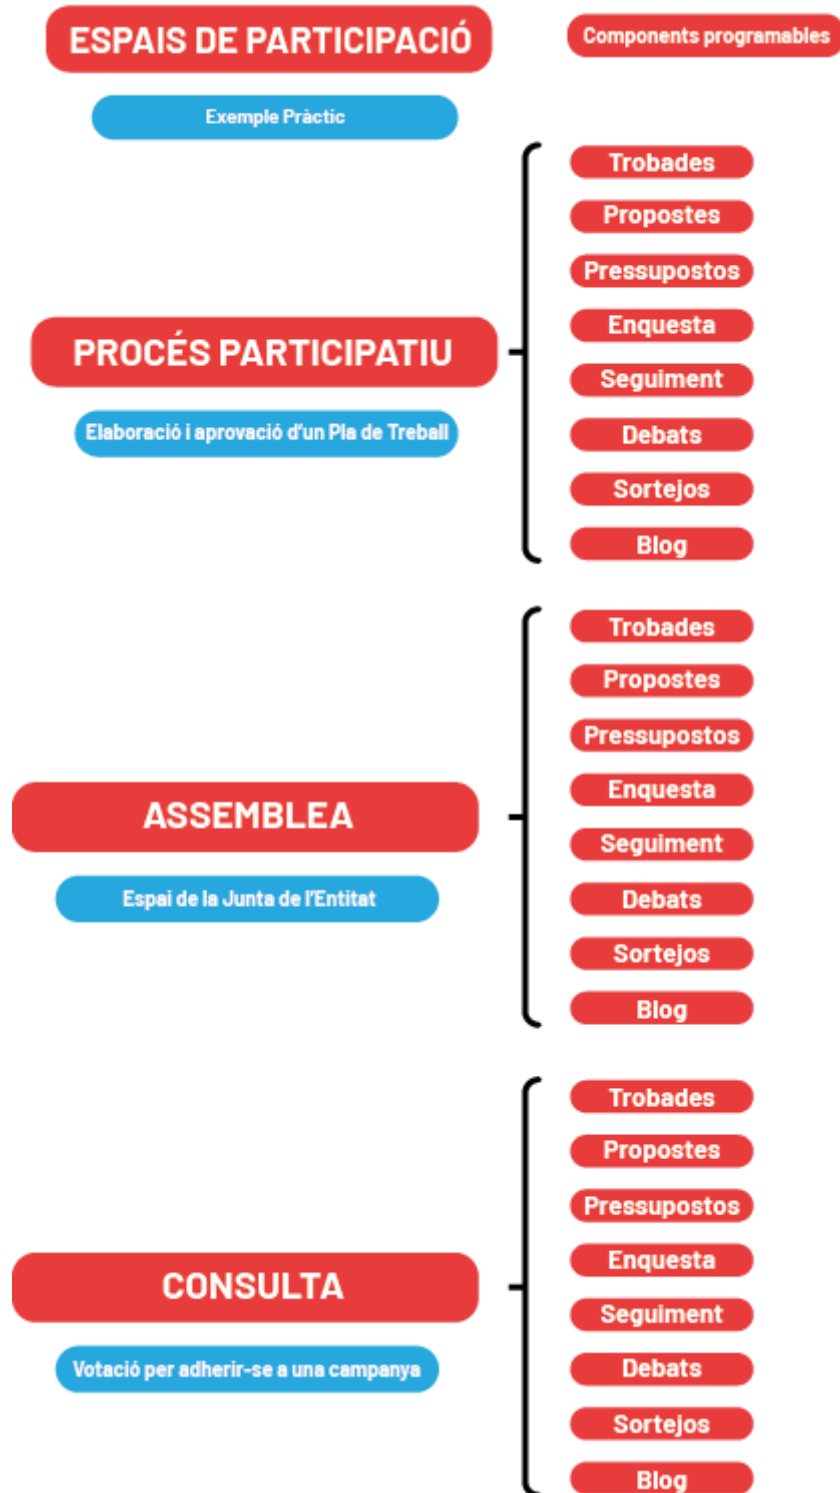 ESPAIS DE PARTICIPACIÓ
Components programables
Exemple Pràctic
PROCÉS PARTICIPATIU
Elaboració i aprovació d'un Pla de Treball
Trobades
Propostes
Pressupostos
Enquesta
Seguiment
Debats
Sortejos
Blog
ASSEMBLEA
Espai de la Junta de l'Entitat
Trobades
Propostes
Pressupostos
Enquesta
Seguiment
Debats
Sortejos
Blog
CONSULTA
Votació per adherir-se a una campanya
Trobades
Propostes
Pressupostos
Enquesta
Seguiment
Debats
Sortejos
Blog